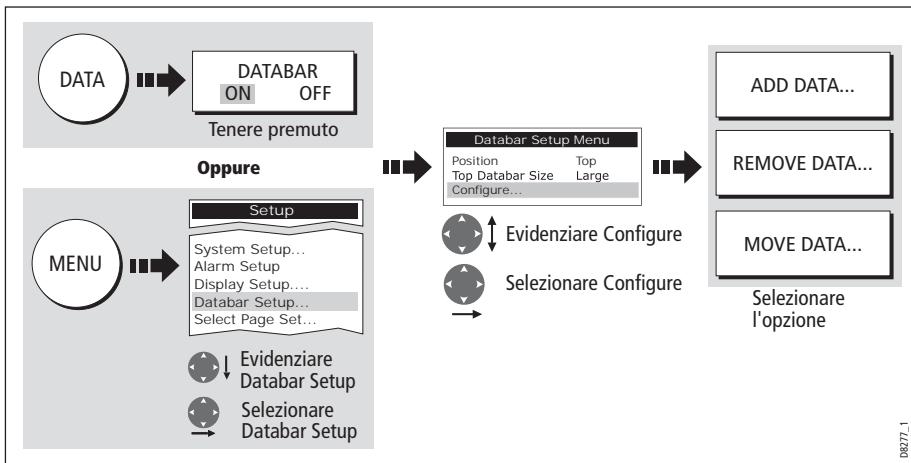 DATA
DATABAR
ON OFF
Tenere premuto
Oppure
MENU
Setup
System Setup...
Alarm Setup
Display Setup....
Databar Setup...
Select Page Set...
Evidenziare
Databar Setup
Selezionare
Databar Setup
Databar Setup Menu
Position Top
Top Databar Size Large
Configure...
Evidenziare Configure
Selezionare Configure
ADD DATA...
REMOVE DATA...
MOVE DATA...
Selezionare
l'opzione
D8277_1